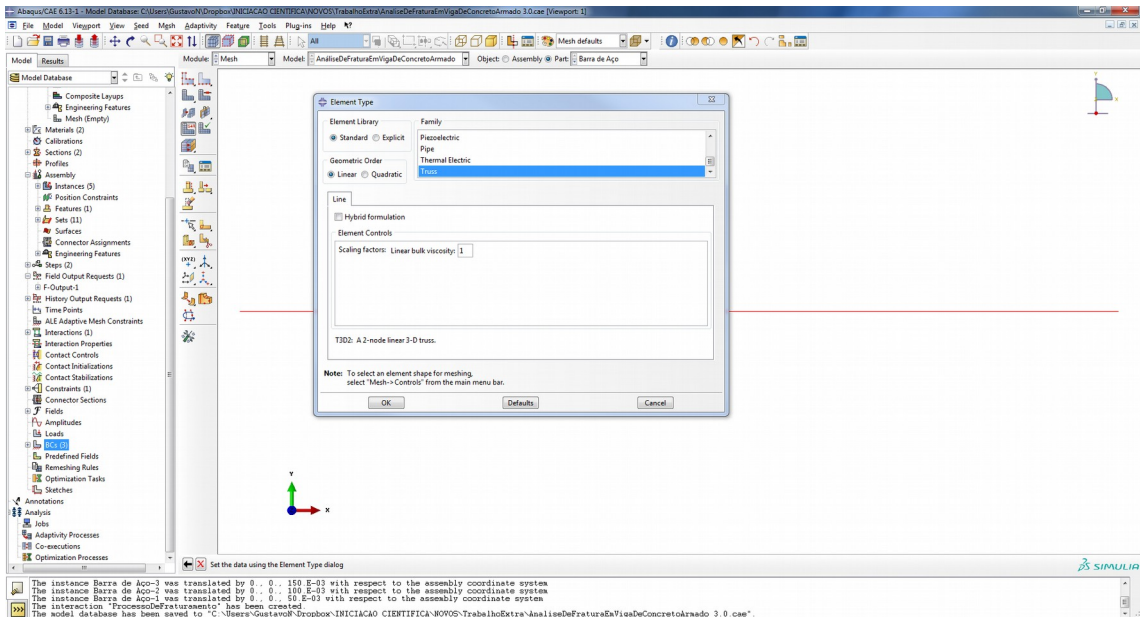 Abaqus/CAE 6.13-1 - Model Database: C:\Users\GustavoN\Dropbox\INICIACAO CIENTIFICA\NOVOS\TrabalhoExtra\AnaliseDeFraturaEmVigaDeConcretoArmado 3.0.cae [Viewport: 1]
File Model Viewport View Seed Mesh Adaptivity Feature Tools Plug-ins Help
All Mesh defaults
Model Results Module: Mesh Model: AnáliseDeFraturaEmVigaDeConcretoArmado Object: Assembly Part: Barra de Aço
Model Database
Composite Layups
Engineering Features
Mesh (Empty)
Materials (2)
Calibrations
Sections (2)
Profiles
Assembly
Instances (5)
Position Constraints
Features (1)
Sets (11)
Surfaces
Connector Assignments
Engineering Features
Steps (2)
Field Output Requests (1)
F-Output-1
History Output Requests (1)
Time Points
ALE Adaptive Mesh Constraints
Interactions (1)
Interaction Properties
Contact Controls
Contact Initializations
Contact Stabilizations
Constraints (1)
Connector Sections
Fields
Amplitudes
Loads
BCs (3)
Predefined Fields
Remeshing Rules
Optimization Tasks
Sketches
Annotations
Analysis
Jobs
Adaptivity Processes
Co-executions
Optimization Processes
Element Type
Element Library
Standard Explicit
Geometric Order
Linear Quadratic
Family
Piezoelectric
Pipe
Thermal Electric
Truss
Line
Hybrid formulation
Element Controls
Scaling factors: Linear bulk viscosity: 1
T3D2: A 2-node linear 3-D truss.
Note: To select an element shape for meshing,
select "Mesh->Controls" from the main menu bar.
OK Defaults Cancel
Y
X
Y
X
Set the data using the Element Type dialog
SIMULIA
The instance Barra de Aço-3 was translated by 0., 0., 150.E-03 with respect to the assembly coordinate system
The instance Barra de Aço-2 was translated by 0., 0., 100.E-03 with respect to the assembly coordinate system
The instance Barra de Aço-1 was translated by 0., 0., 50.E-03 with respect to the assembly coordinate system
The interaction "ProcessoDeFraturamento" has been created.
The model database has been saved to "C:\Users\GustavoN\Dropbox\INICIACAO CIENTIFICA\NOVOS\TrabalhoExtra\AnaliseDeFraturaEmVigaDeConcretoArmado 3.0.cae".